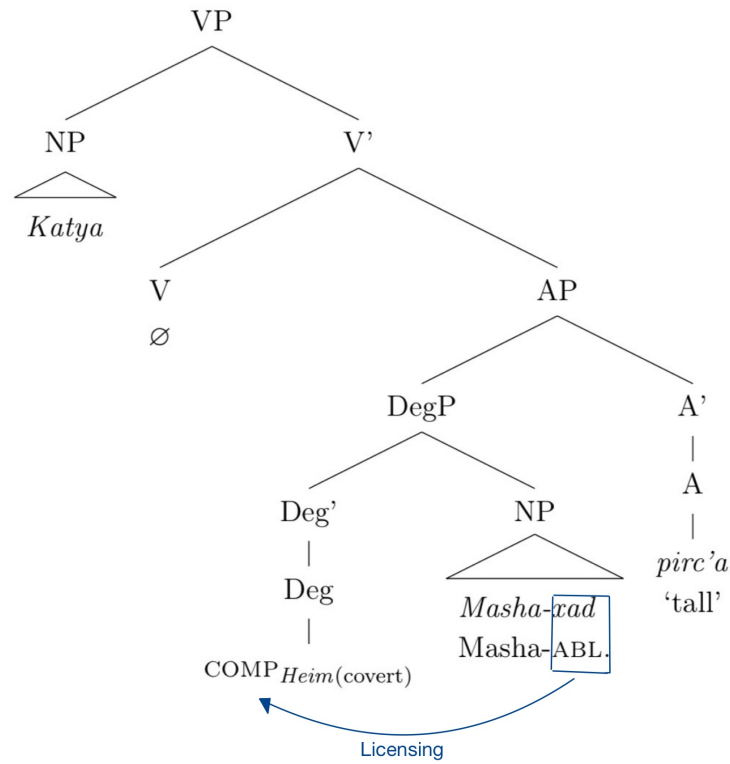 VP
NP V'
Katya
V AP
∅
DegP A'
Deg' NP A
Deg pirc'a
Masha-xad 'tall'
Masha-ABL.
COMP Heim(covert)
Licensing